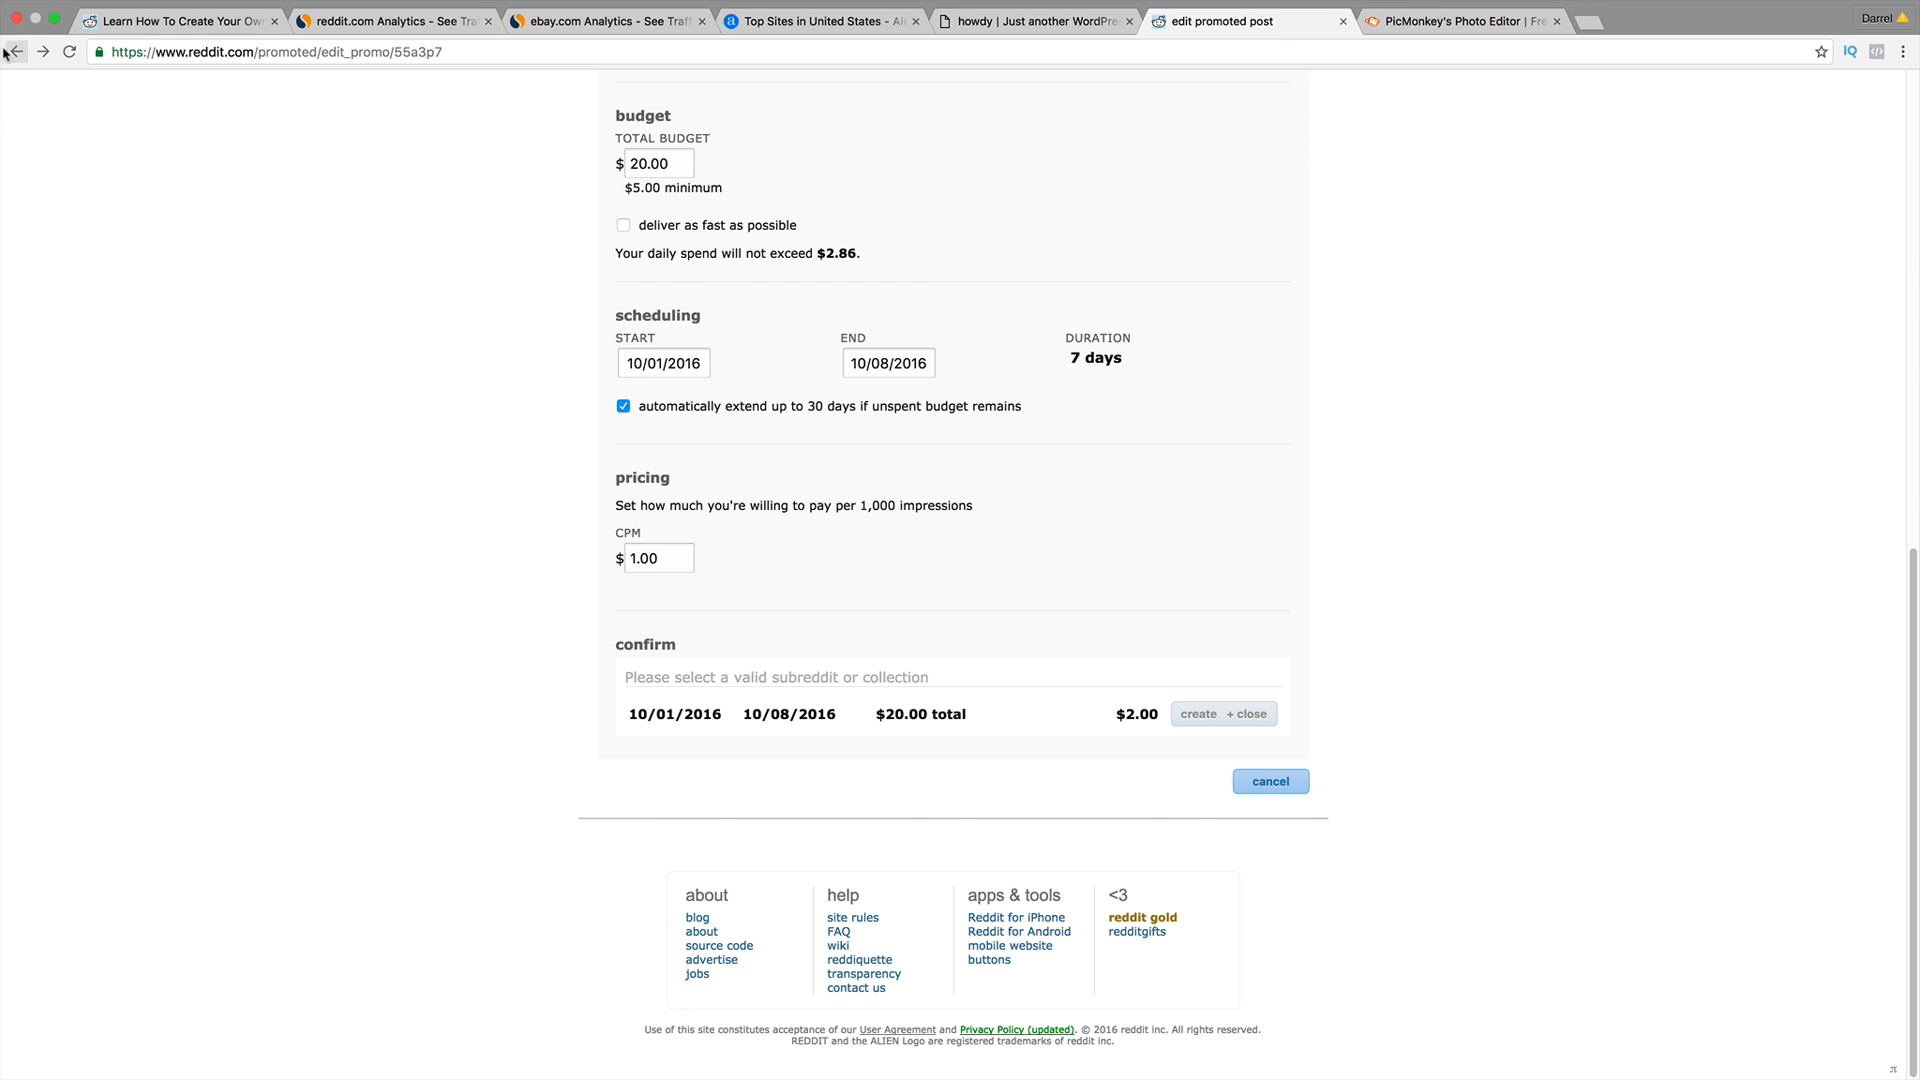 Learn How To Create Your Own
reddit.com Analytics - See Tra
ebay.com Analytics - See Traff
Top Sites in United States - Al
howdy | Just another WordPre
edit promoted post
PicMonkey's Photo Editor | Fre
Darrel
https://www.reddit.com/promoted/edit_promo/55a3p7
IQ
budget
TOTAL BUDGET
$ 20.00
$5.00 minimum
deliver as fast as possible
Your daily spend will not exceed $2.86.
scheduling
START END DURATION
10/01/2016 10/08/2016 7 days
automatically extend up to 30 days if unspent budget remains
pricing
Set how much you're willing to pay per 1,000 impressions
CPM
$ 1.00
confirm
Please select a valid subreddit or collection
10/01/2016 10/08/2016 $20.00 total $2.00 create + close
cancel
about
blog
about
source code
advertise
jobs
help
site rules
FAQ
wiki
reddiquette
transparency
contact us
apps & tools
Reddit for iPhone
Reddit for Android
mobile website
buttons
<3
reddit gold
redditgifts
Use of this site constitutes acceptance of our User Agreement and Privacy Policy (updated). © 2016 reddit inc. All rights reserved.
REDDIT and the ALIEN Logo are registered trademarks of reddit inc.
π